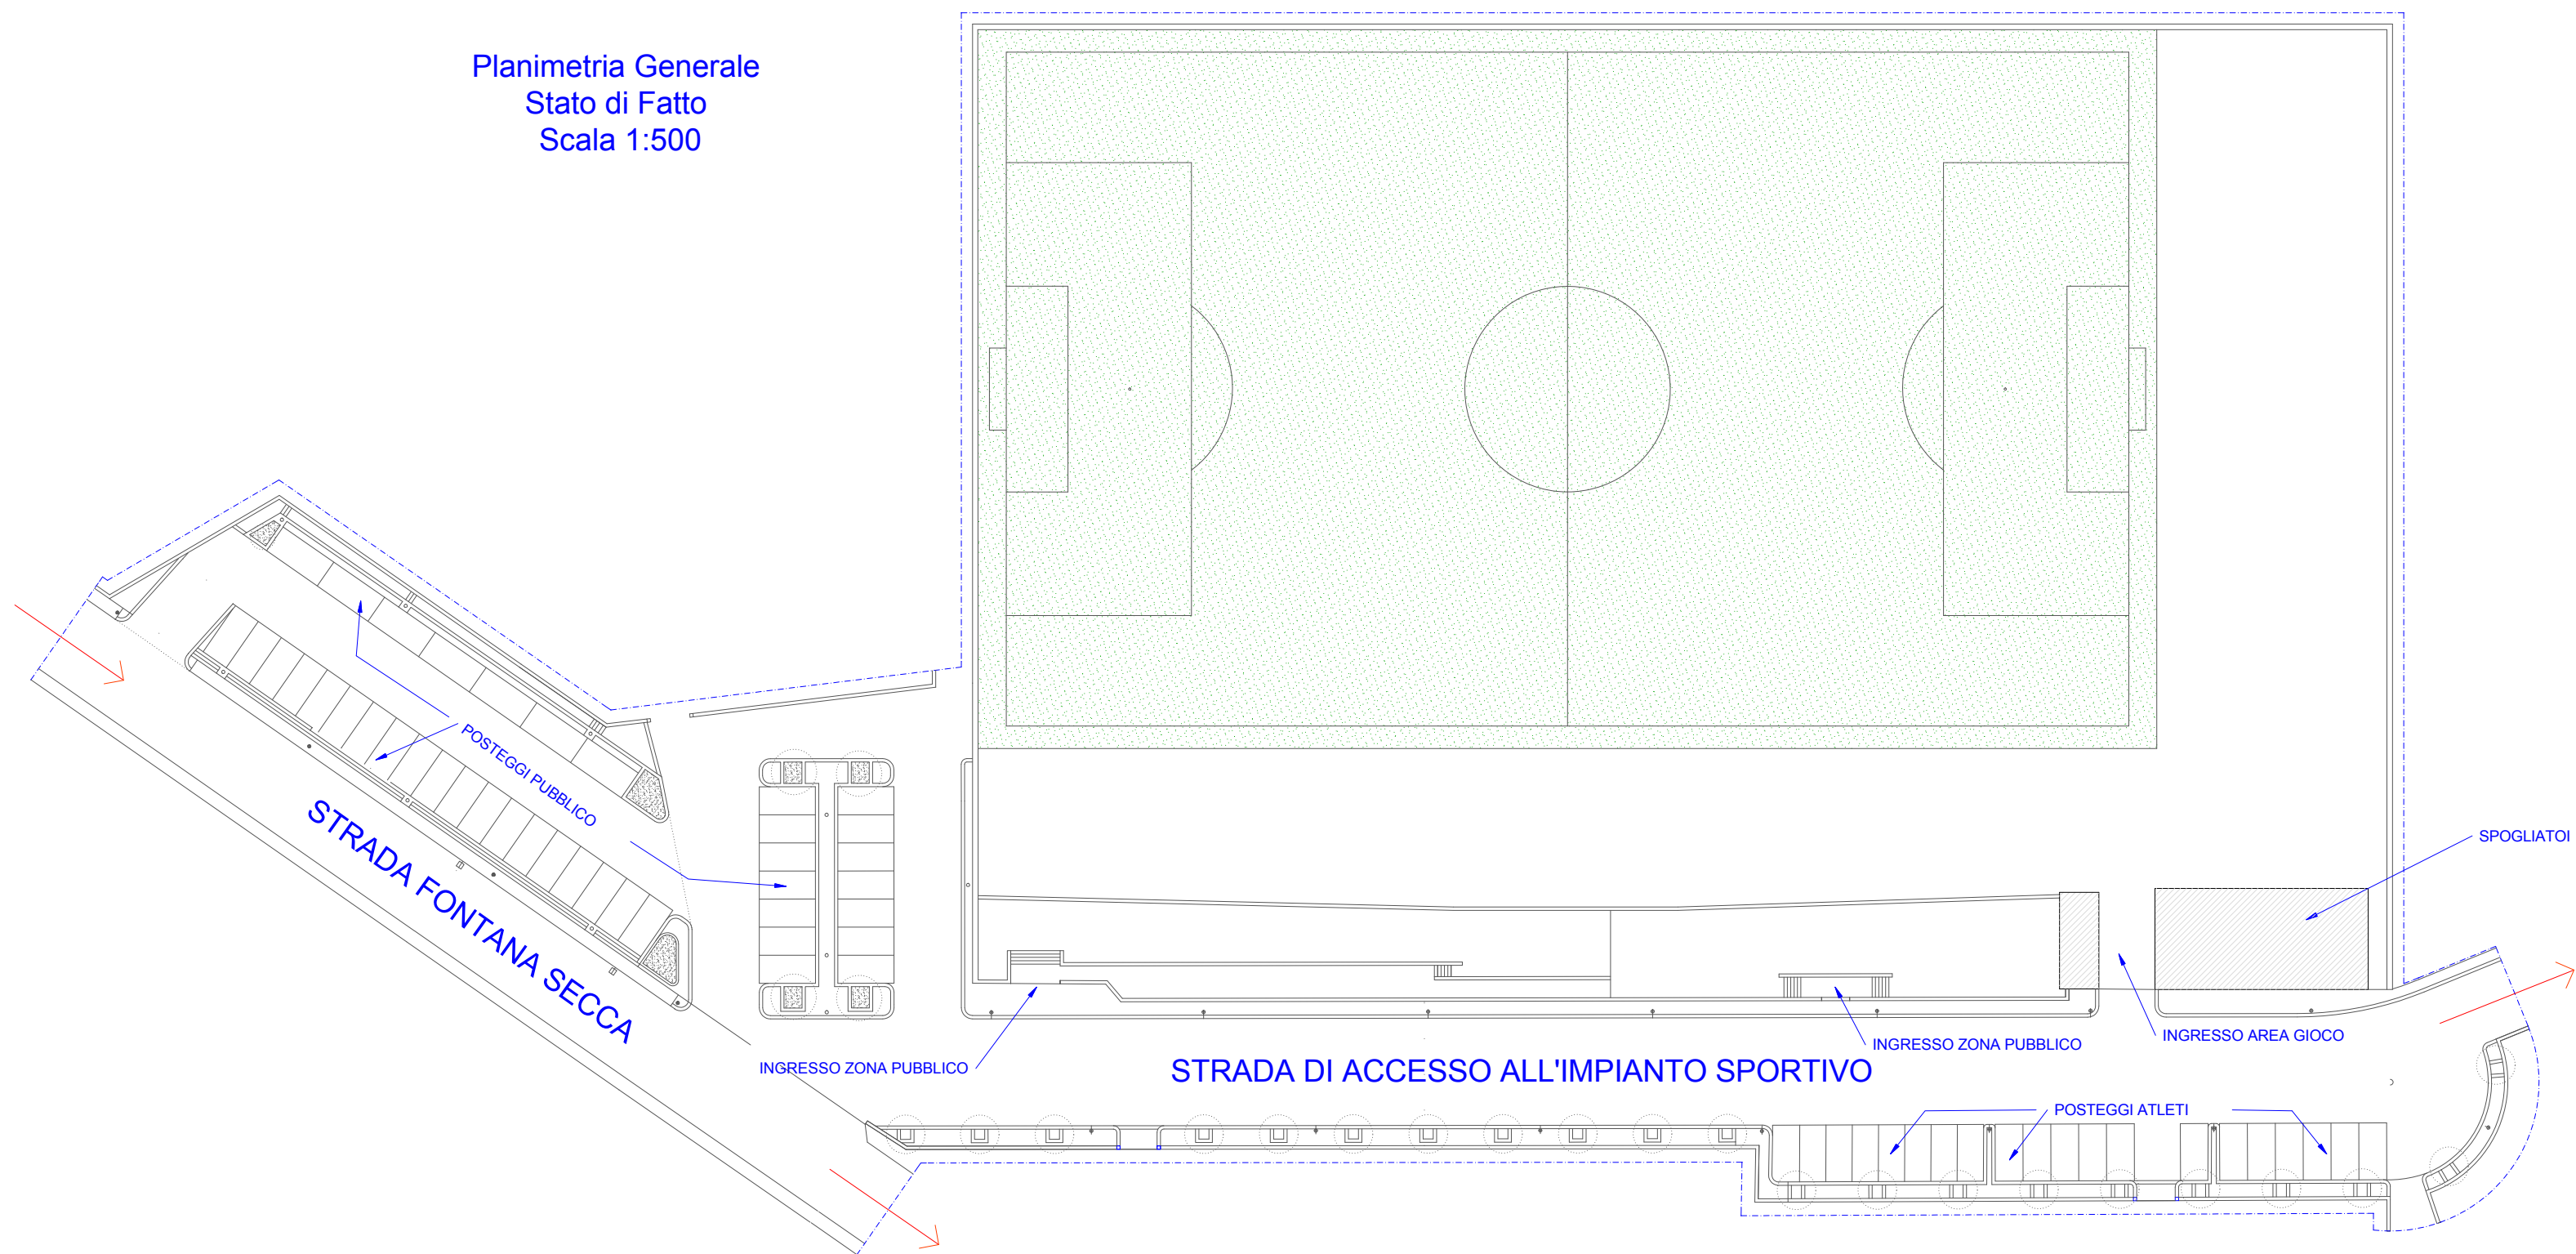 Planimetria Generale
Stato di Fatto
Scala 1:500
POSTEGGI PUBBLICO
STRADA FONTANA SECCA
SPOGLIATOI
INGRESSO ZONA PUBBLICO
STRADA DI ACCESSO ALL'IMPIANTO SPORTIVO
INGRESSO ZONA PUBBLICO
INGRESSO AREA GIOCO
POSTEGGI ATLETI